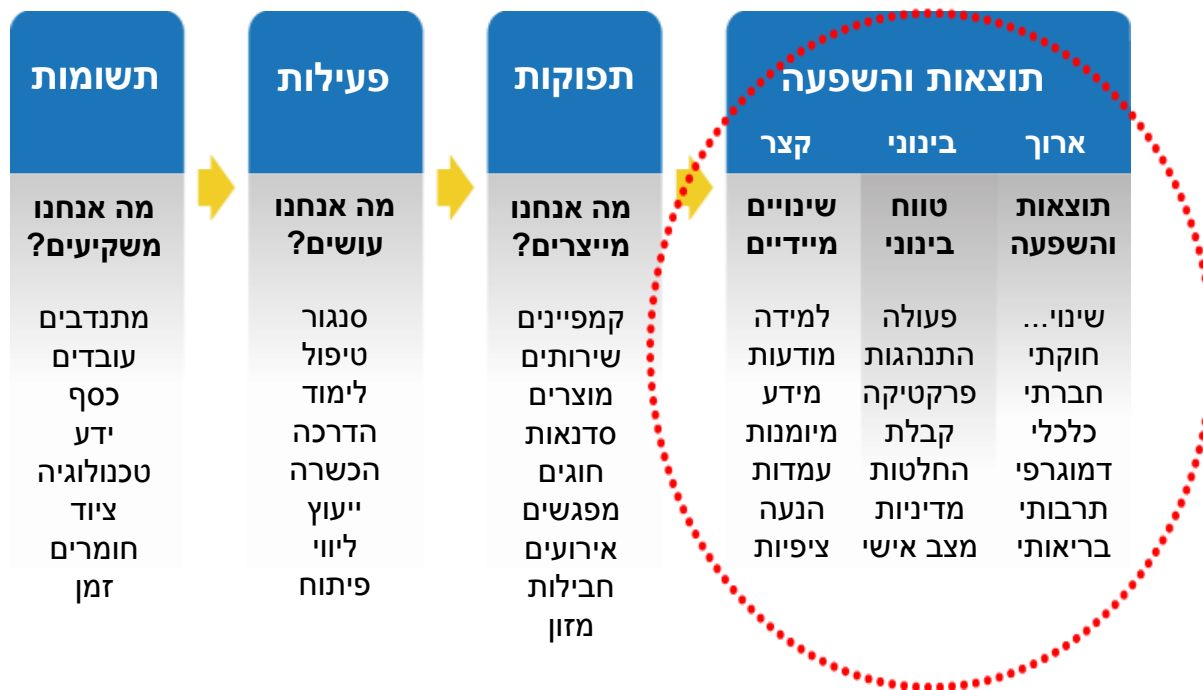 תשומות
מה אנחנו
משקיעים?
מתנדבים
עובדים
כסף
ידע
טכנולוגיה
ציוד
חומרים
זמן
פעילות
מה אנחנו
עושים?
סנגור
טיפול
לימוד
הדרכה
הכשרה
ייעוץ
ליווי
פיתוח
תפוקות
מה אנחנו
מייצרים?
קמפיינים
שירותים
מוצרים
סדנאות
חוגים
מפגשים
אירועים
חבילות
מזון
תוצאות והשפעה
קצר
שינויים
מיידיים
למידה
מודעות
מידע
מיומנות
עמדות
הנעה
ציפיות
בינוני
טווח
בינוני
פעולה
התנהגות
פרקטיקה
קבלת
החלטות
מדיניות
מצב אישי
ארוך
תוצאות
והשפעה
שינוי...
חוקתי
חברתי
כלכלי
דמוגרפי
תרבותי
בריאותי